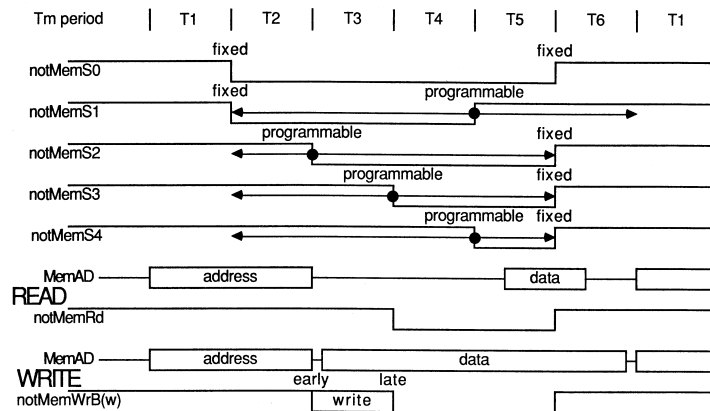 Tm period | T1 | T2 | T3 | T4 | T5 | T6 | T1
fixed fixed
notMemS0
fixed programmable
notMemS1
programmable fixed
notMemS2
programmable fixed
notMemS3
programmable fixed
notMemS4
MemAD address data
READ
notMemRd
MemAD address data
WRITE early late
notMemWrB(w) write